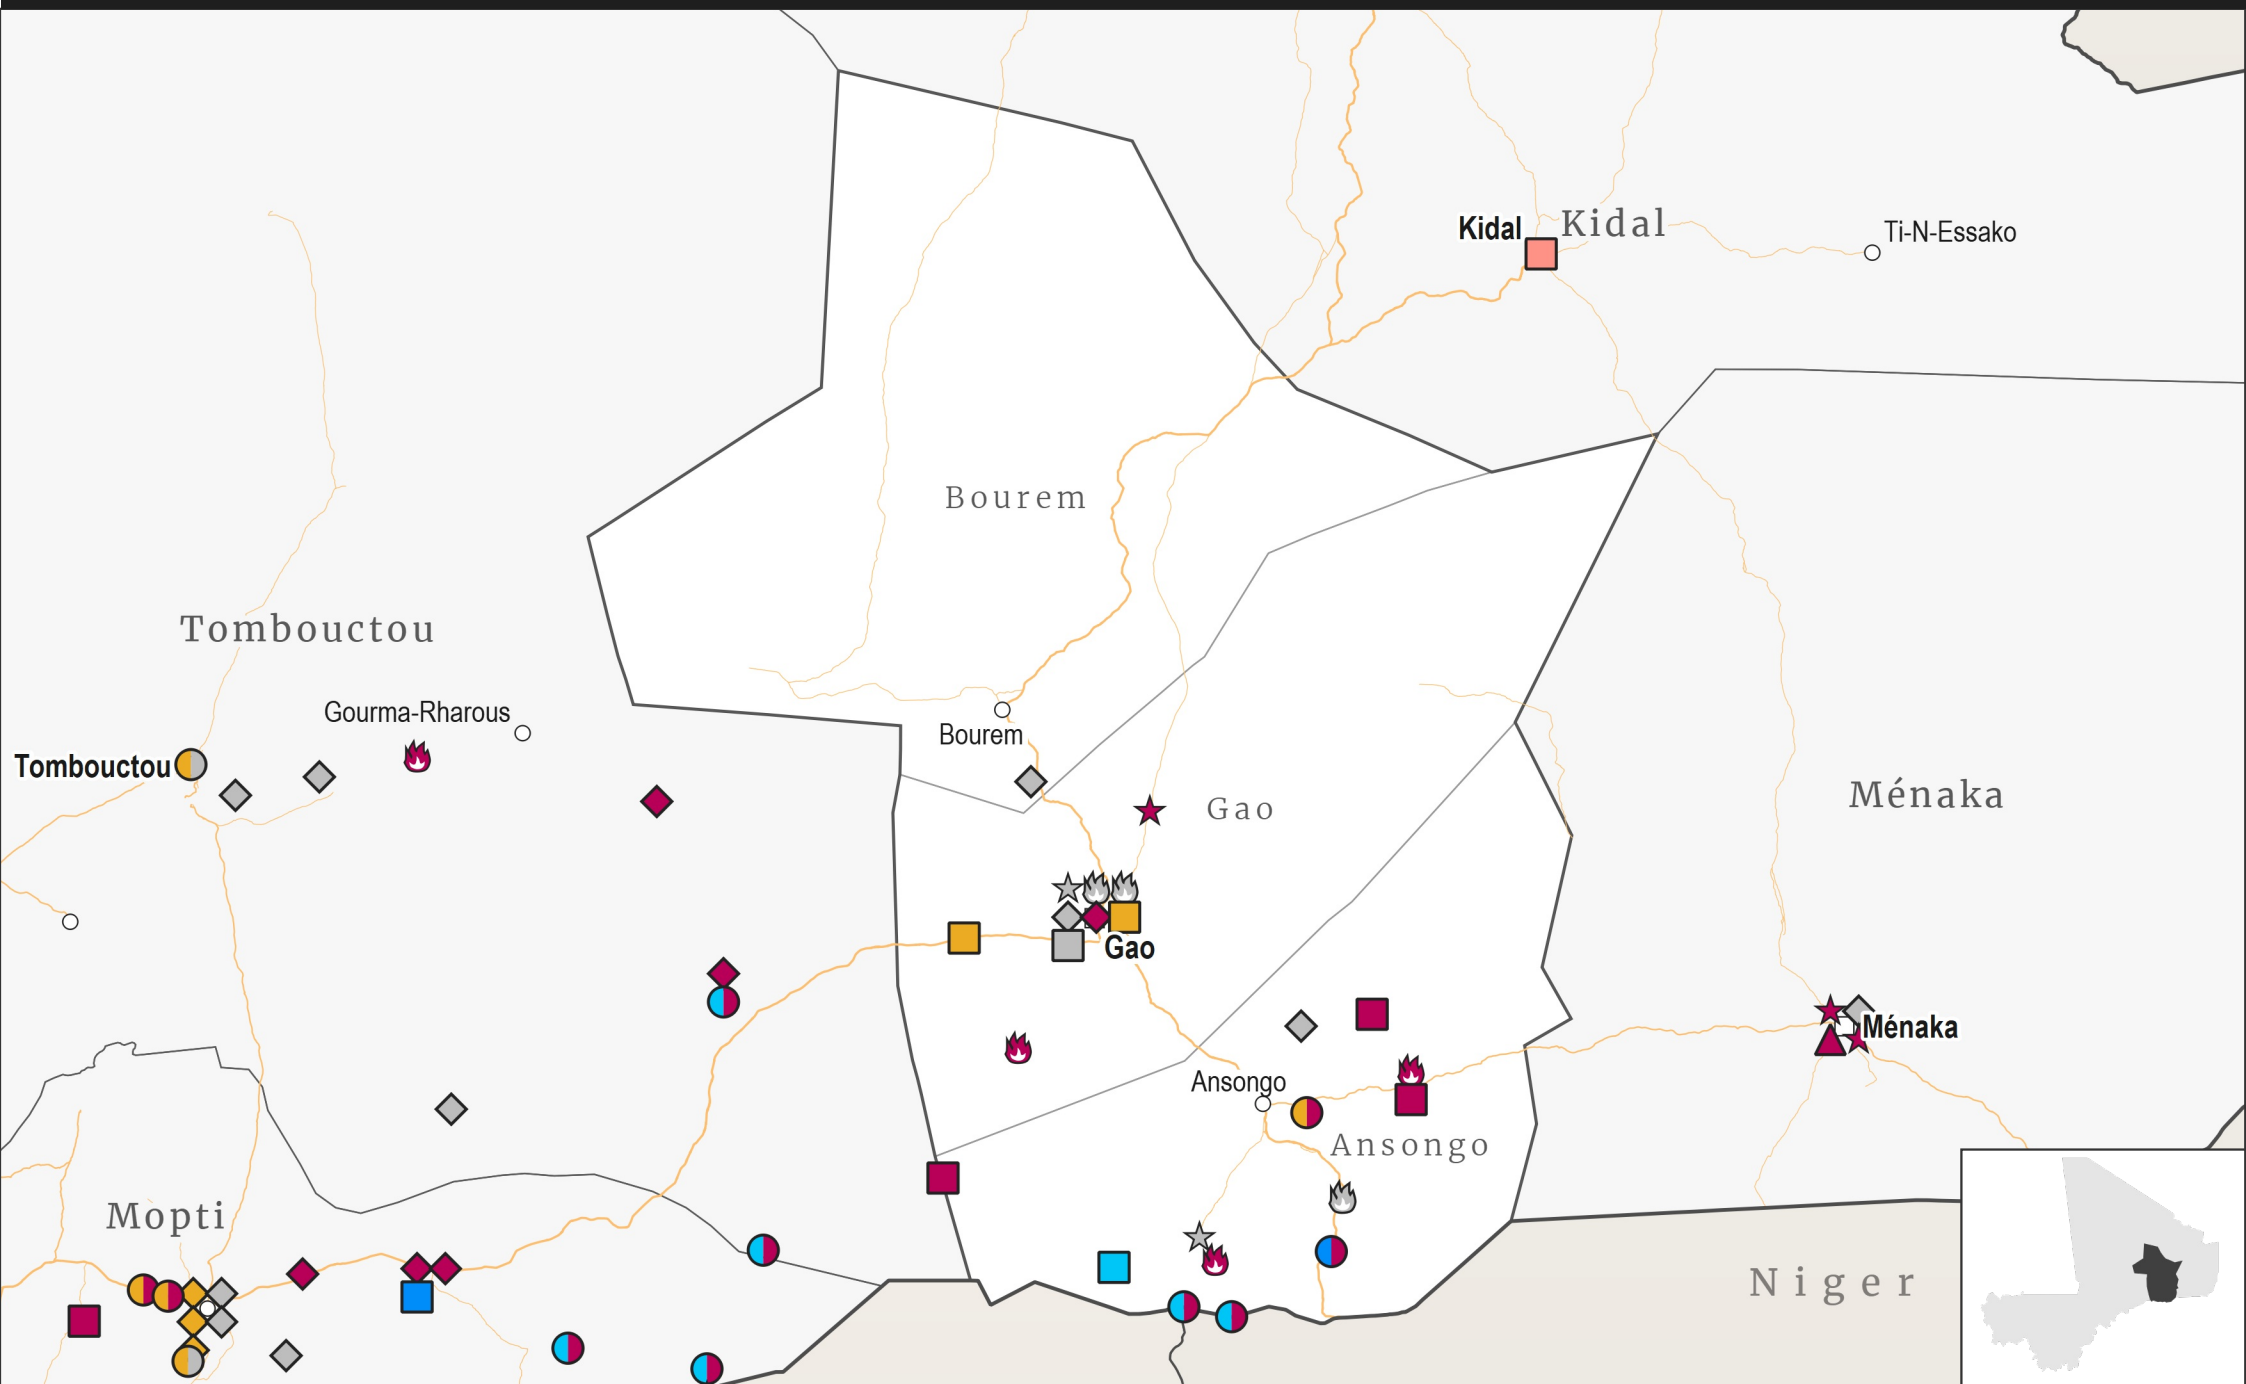 Kidal
Kidal
Ti-N-Essako
Bourem
Tombouctou
Gourma-Rharous
Bourem
Tombouctou
Gao
Ménaka
Gao
Ménaka
Ansongo
Ansongo
Mopti
Niger